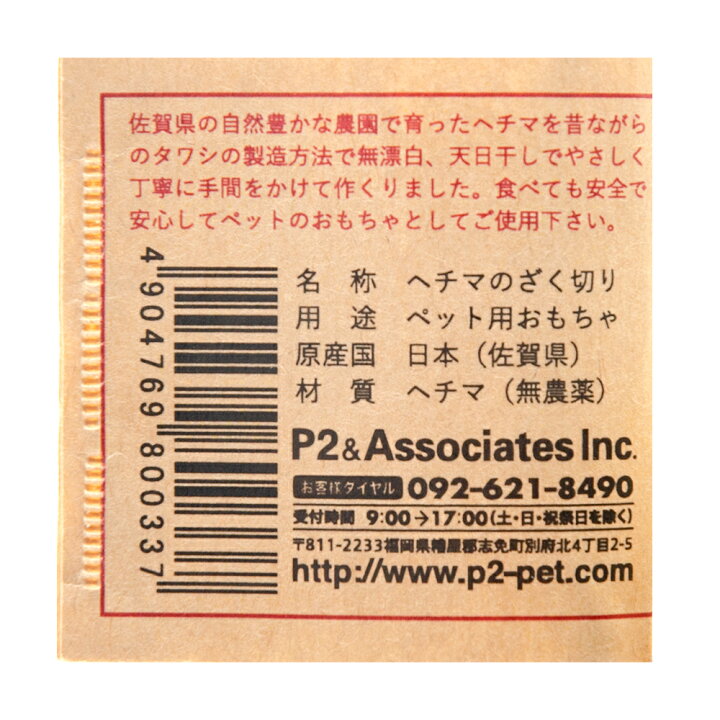 佐賀県の自然豊かな農園で育ったヘチマを昔ながら
のタワシの製造方法で無漂白、天日干しでやさしく
丁寧に手間をかけて作くりました。食べても安全で
安心してペットのおもちゃとしてご使用下さい。
4904769800337
名 称 ヘチマのざく切り
用 途 ペット用おもちゃ
原産国 日本（佐賀県）
材 質 ヘチマ（無農薬）
P2&Associates Inc.
お客様ダイヤル 092-621-8490
受付時間 9:00→17:00(土・日・祝祭日を除く)
〒811-2233福岡県糟屋郡志免町別府北4丁目2-5
http://www.p2-pet.com